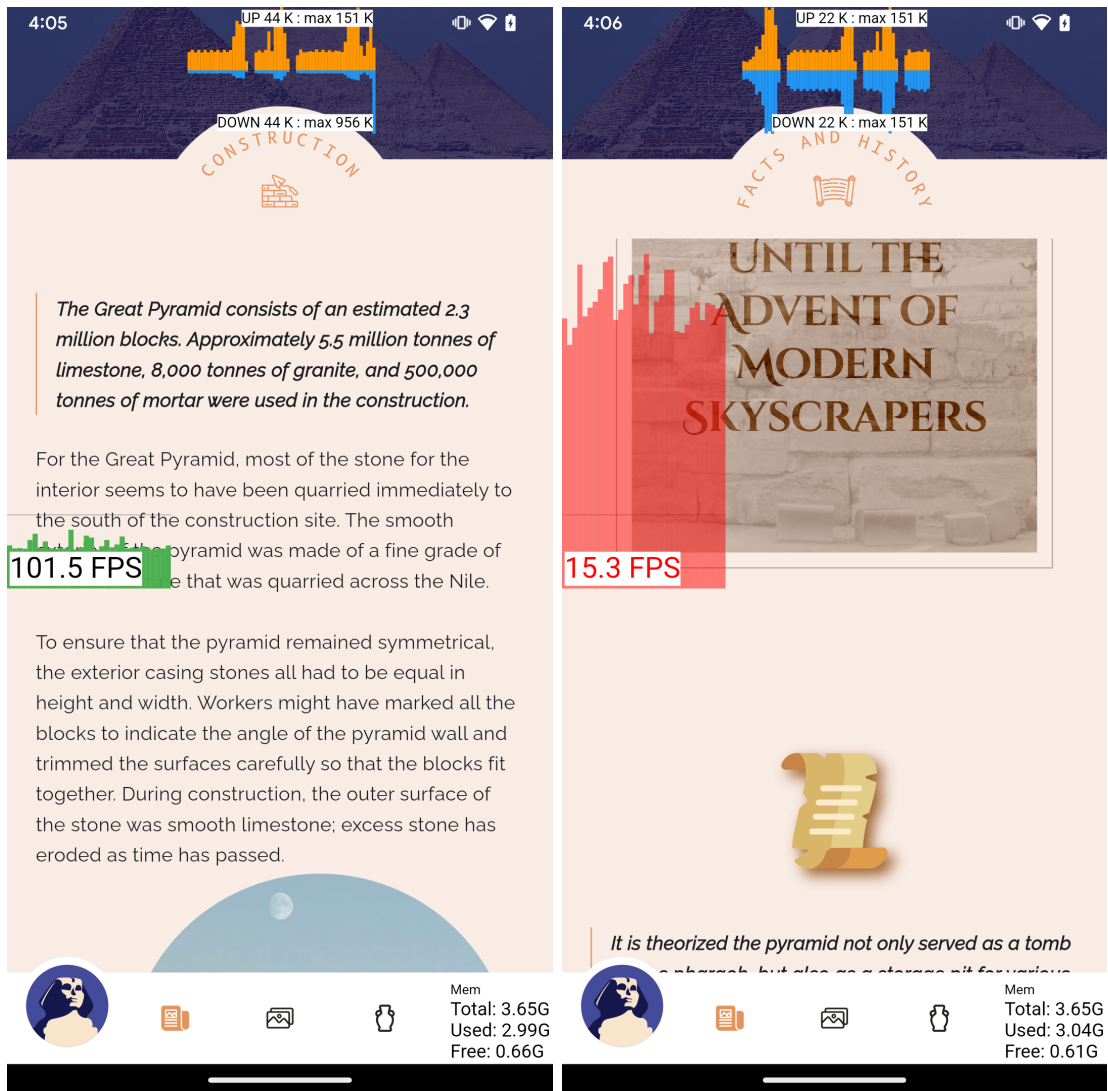 4:05
UP 44 K : max 151 K
DOWN 44 K : max 956 K
CONSTRUCTION
The Great Pyramid consists of an estimated 2.3
million blocks. Approximately 5.5 million tonnes of
limestone, 8,000 tonnes of granite, and 500,000
tonnes of mortar were used in the construction.
For the Great Pyramid, most of the stone for the
interior seems to have been quarried immediately to
the south of the construction site. The smooth
of the pyramid was made of a fine grade of
101.5 FPS
that was quarried across the Nile.
To ensure that the pyramid remained symmetrical,
the exterior casing stones all had to be equal in
height and width. Workers might have marked all the
blocks to indicate the angle of the pyramid wall and
trimmed the surfaces carefully so that the blocks fit
together. During construction, the outer surface of
the stone was smooth limestone; excess stone has
eroded as time has passed.
Mem
Total: 3.65G
Used: 2.99G
Free: 0.66G
4:06
UP 22 K : max 151 K
DOWN 22 K : max 151 K
FACTS AND HISTORY
UNTIL THE
ADVENT OF
MODERN
SKYSCRAPERS
15.3 FPS
It is theorized the pyramid not only served as a tomb
pharaoh, but also as a storage pit for various
Mem
Total: 3.65G
Used: 3.04G
Free: 0.61G